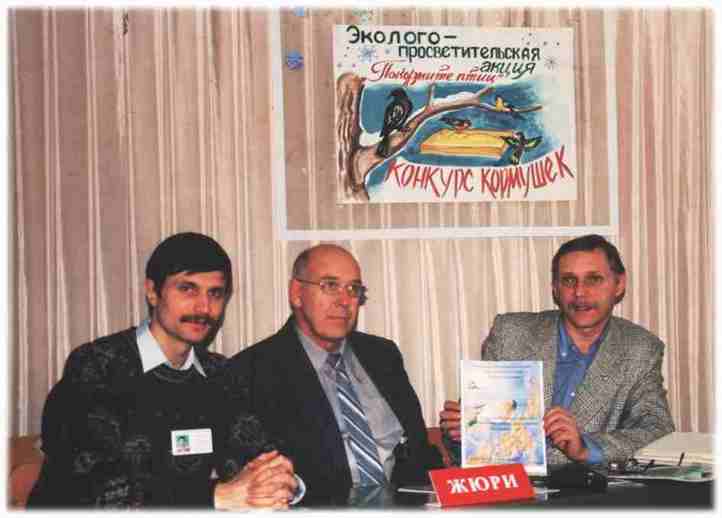 Эколого-
просветительская
акция
„Покормите птиц"
КОНКУРС КОРМУШЕК
ЖЮРИ